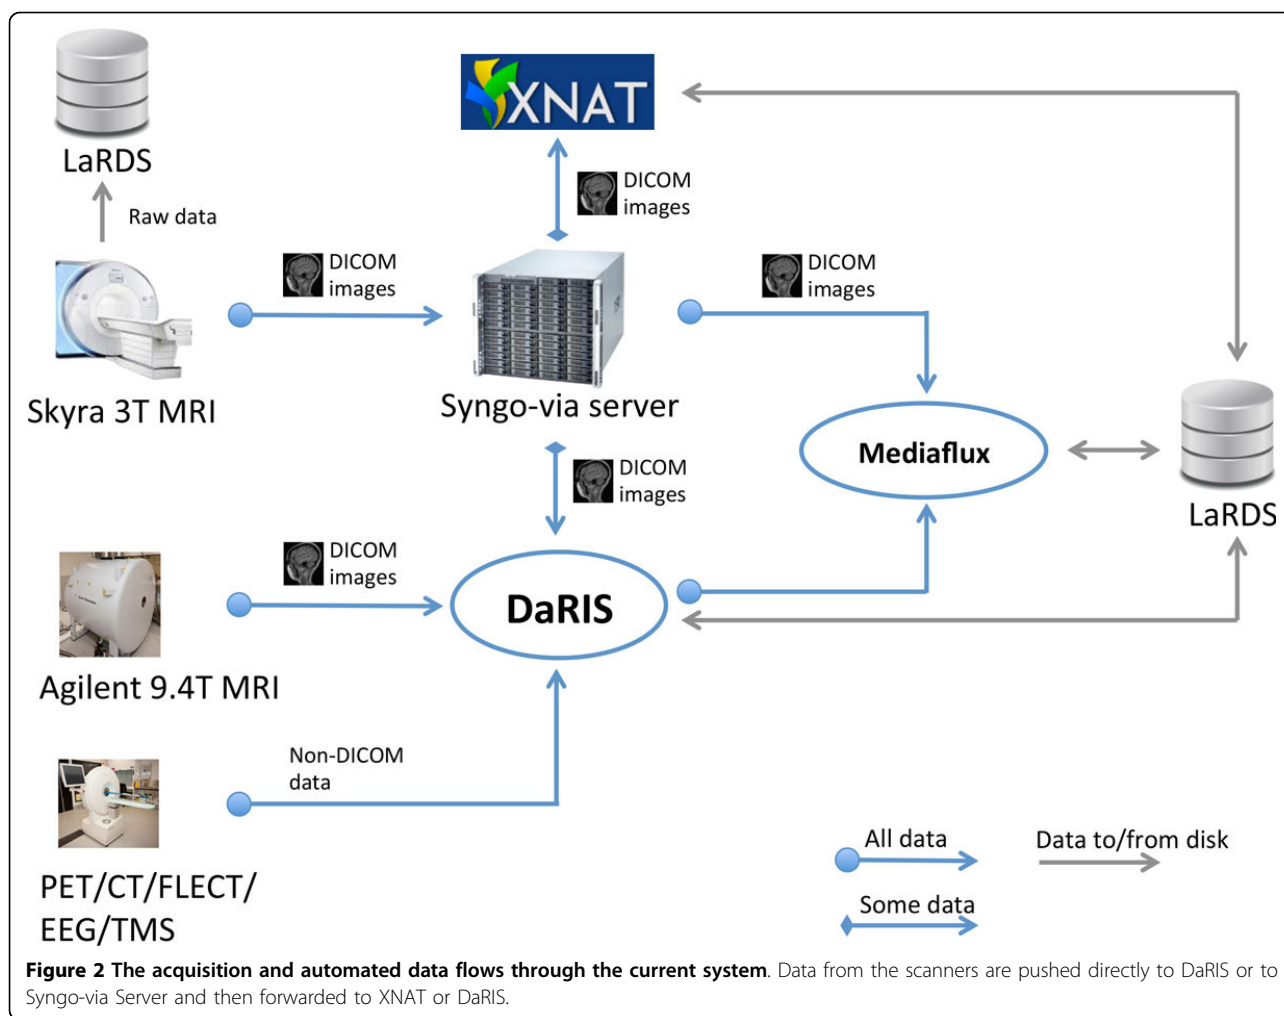 XNAT
LaRDS
Raw data
DICOM
images
DICOM
images
DICOM
images
Skyra 3T MRI
Syngo-via server
Mediaflux
LaRDS
DICOM
images
DICOM
images
DaRIS
Agilent 9.4T MRI
Non-DICOM
data
PET/CT/FLECT/
EEG/TMS
All data
Data to/from disk
Some data
Figure 2 The acquisition and automated data flows through the current system. Data from the scanners are pushed directly to DaRIS or to
Syngo-via Server and then forwarded to XNAT or DaRIS.